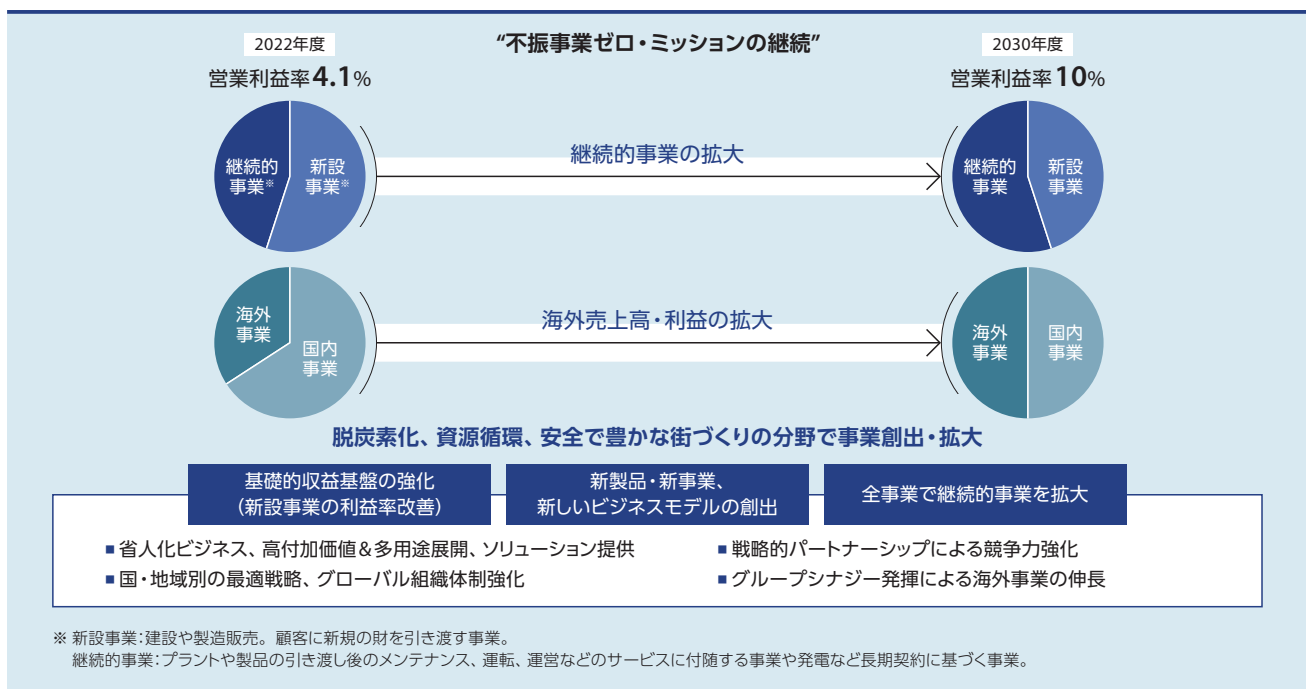 2022年度
“不振事業ゼロ・ミッションの継続”
2030年度
営業利益率4.1%
営業利益率10%
継続的
事業※
新設
事業※
継続的事業の拡大
継続的
事業
新設
事業
海外
事業
国内
事業
海外売上高・利益の拡大
海外
事業
国内
事業
脱炭素化、資源循環、安全で豊かな街づくりの分野で事業創出・拡大
基礎的収益基盤の強化
(新設事業の利益率改善)
新製品・新事業、
新しいビジネスモデルの創出
全事業で継続的事業を拡大
■ 省人化ビジネス、高付加価値&多用途展開、ソリューション提供
■ 国・地域別の最適戦略、グローバル組織体制強化
■ 戦略的パートナーシップによる競争力強化
■ グループシナジー発揮による海外事業の伸長
※ 新設事業:建設や製造販売。顧客に新規の財を引き渡す事業。
継続的事業:プラントや製品の引き渡し後のメンテナンス、運転、運営などのサービスに付随する事業や発電など長期契約に基づく事業。